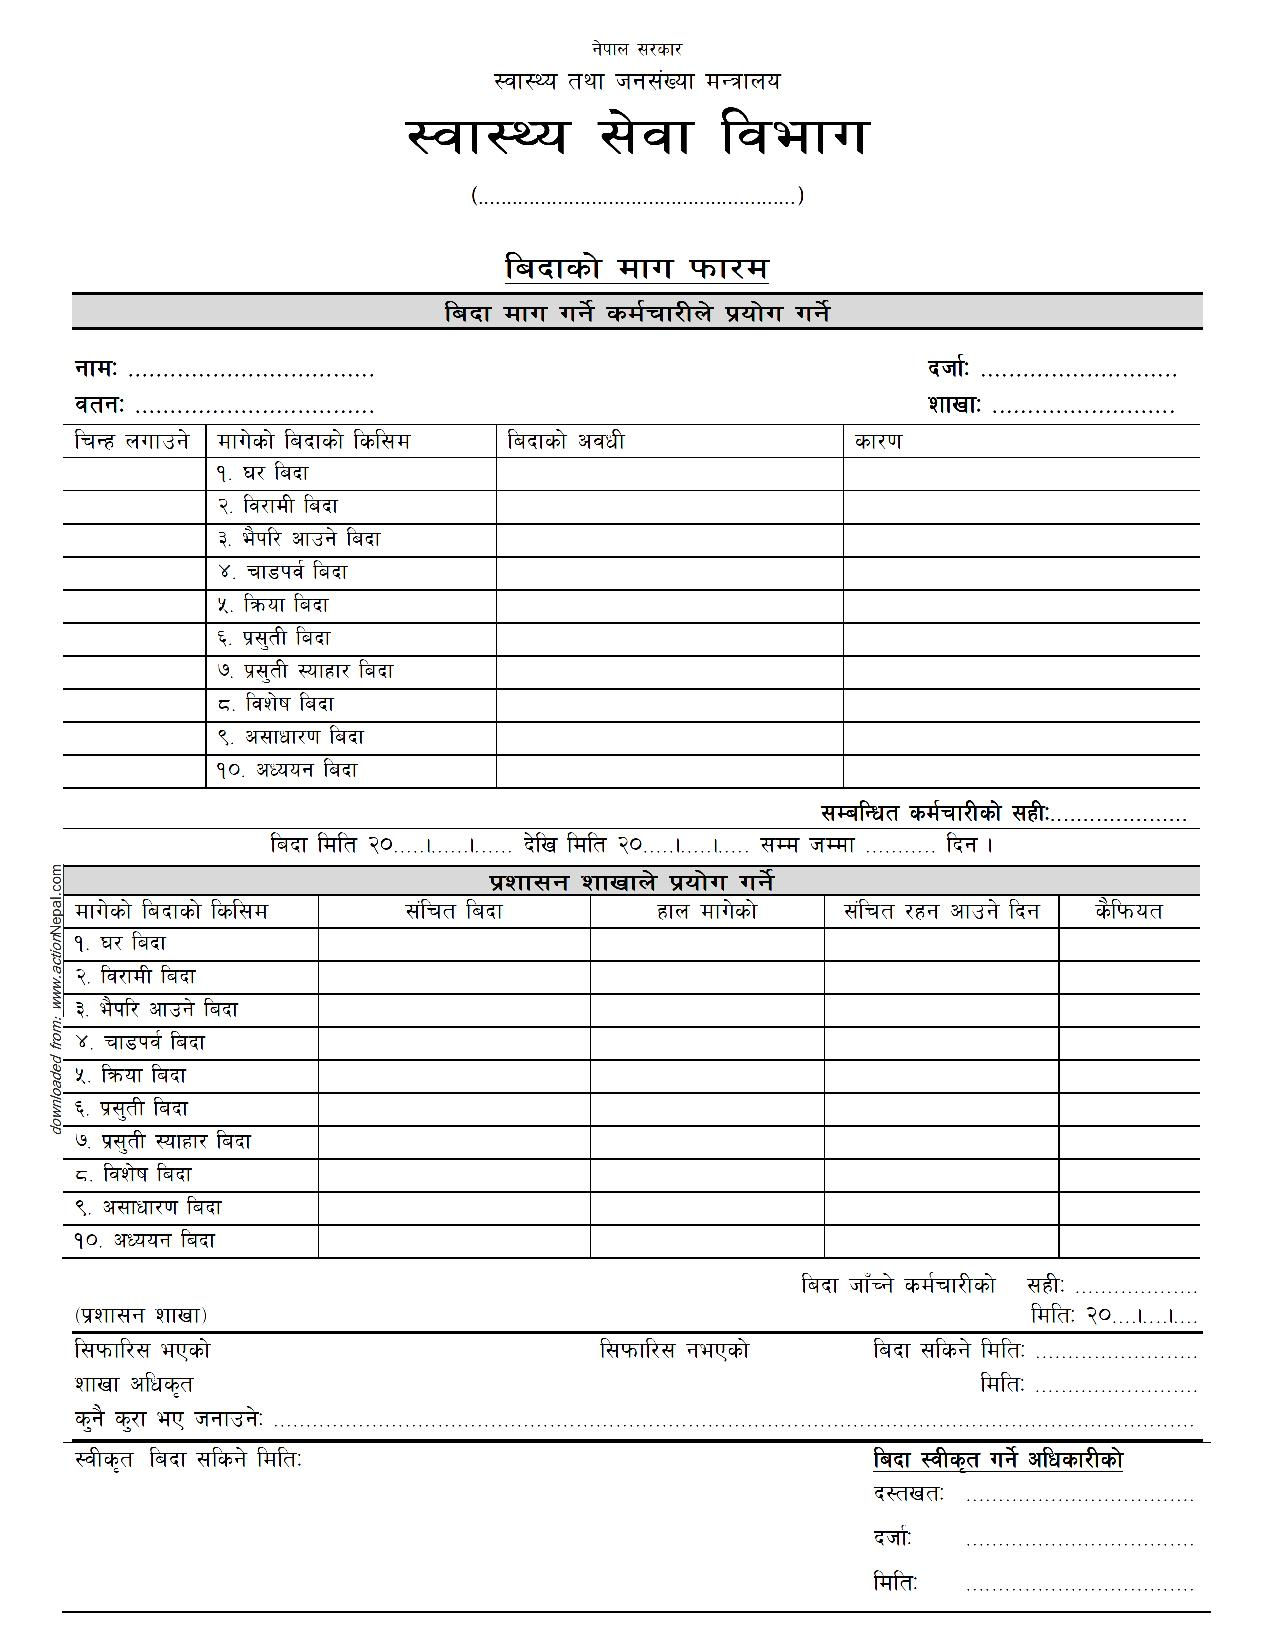 नेपाल सरकार
स्वास्थ्य तथा जनसंख्या मन्त्रालय
स्वास्थ्य सेवा विभाग
(........................................................)
बिदाको माग फारम
बिदा माग गर्ने कर्मचारीले प्रयोग गर्ने
नामः ................................... दर्जाः ............................
वतनः .................................. शाखाः ..........................
चिन्ह लगाउने मागेको बिदाको किसिम बिदाको अवधी कारण
१. घर बिदा
२. विरामी बिदा
३. भैपरि आउने बिदा
४. चाडपर्व बिदा
५. क्रिया बिदा
६. प्रसुती बिदा
७. प्रसुती स्याहार बिदा
८. विशेष बिदा
९. असाधारण बिदा
१०. अध्ययन बिदा
सम्बन्धित कर्मचारीको सहीः.....................
बिदा मिति २०.....।......।...... देखि मिति २०.....।.....।..... सम्म जम्मा ........... दिन ।
प्रशासन शाखाले प्रयोग गर्ने
मागेको बिदाको किसिम संचित बिदा हाल मागेको संचित रहन आउने दिन कैफियत
१. घर बिदा
२. विरामी बिदा
३. भैपरि आउने बिदा
४. चाडपर्व बिदा
५. क्रिया बिदा
६. प्रसुती बिदा
७. प्रसुती स्याहार बिदा
८. विशेष बिदा
९. असाधारण बिदा
१०. अध्ययन बिदा
बिदा जाँच्ने कर्मचारीको सहीः ...................
(प्रशासन शाखा) मितिः २०....।....।....
सिफारिस भएको सिफारिस नभएको बिदा सकिने मितिः .........................
शाखा अधिकृत मितिः .........................
कुनै कुरा भए जनाउनेः ................................................................................................................................................
स्वीकृत बिदा सकिने मितिः बिदा स्वीकृत गर्ने अधिकारीको
दस्तखतः ....................................
दर्जाः ....................................
मितिः ....................................
downloaded from: www.actionNepal.com